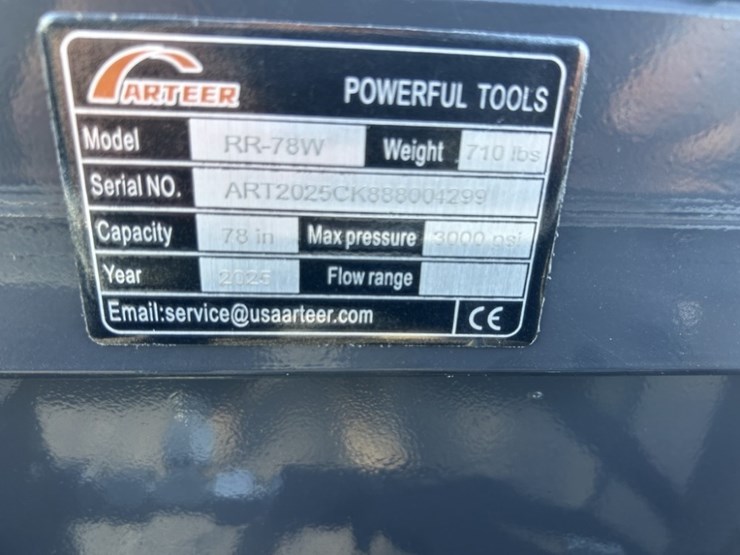 ARTEER POWERFUL TOOLS
Model RR-78W Weight 710 lbs
Serial NO. ART2025CK888004299
Capacity 78 in Max pressure 3000 psi
Year 2025 Flow range
Email:service@usaarteer.com CE